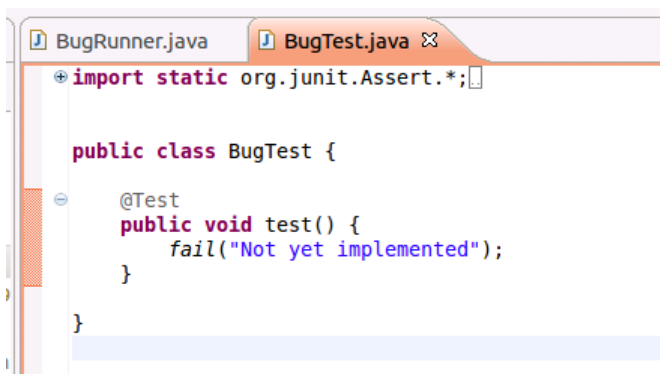 BugRunner.java BugTest.java
import static org.junit.Assert.*;
public class BugTest {
@Test
public void test() {
fail("Not yet implemented");
}
}